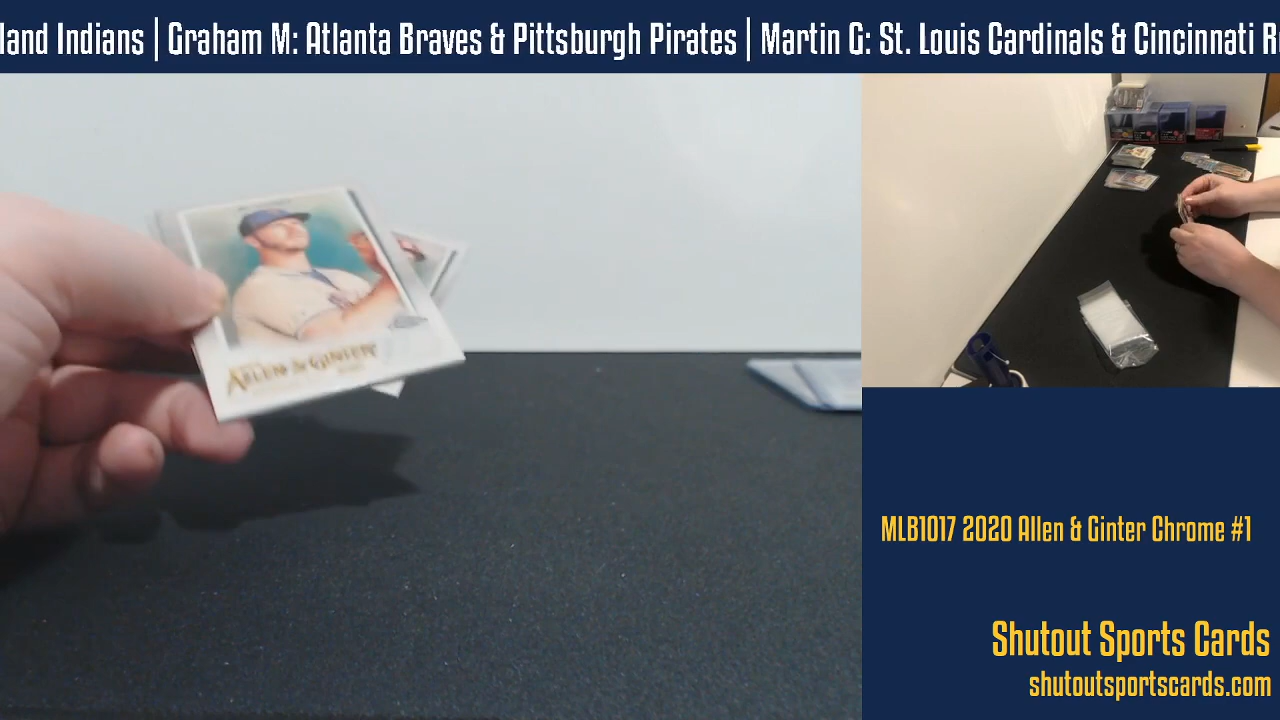 land Indians | Graham M: Atlanta Braves & Pittsburgh Pirates | Martin G: St. Louis Cardinals & Cincinnati R
ALLEN & GINTER
MLB1017 2020 Allen & Ginter Chrome #1
Shutout Sports Cards
shutoutsportscards.com